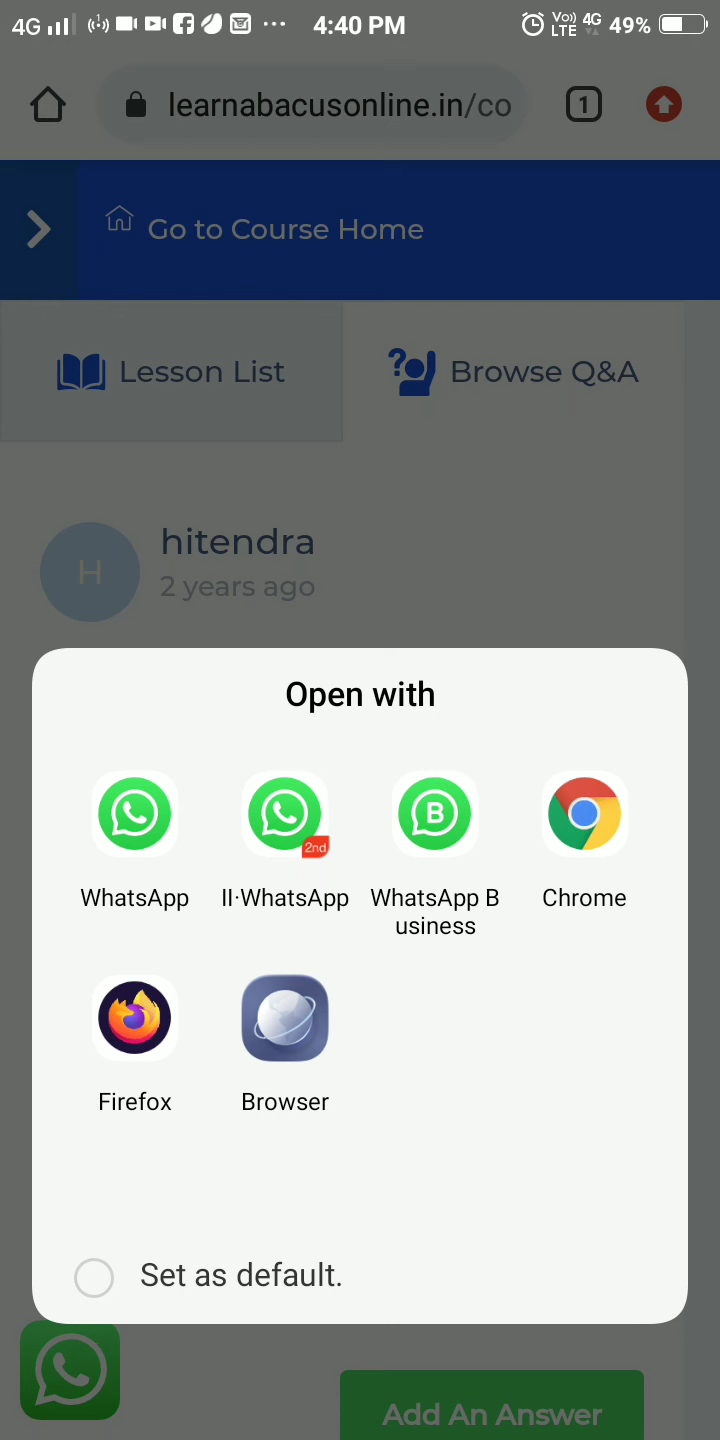 4G 4:40 PM Vo)) LTE 4G 49%
learnabacusonline.in/co 1
Go to Course Home
Lesson List Browse Q&A
H hitendra
2 years ago
Open with
2nd
WhatsApp II·WhatsApp WhatsApp B
usiness Chrome
Firefox Browser
Set as default.
Add An Answer